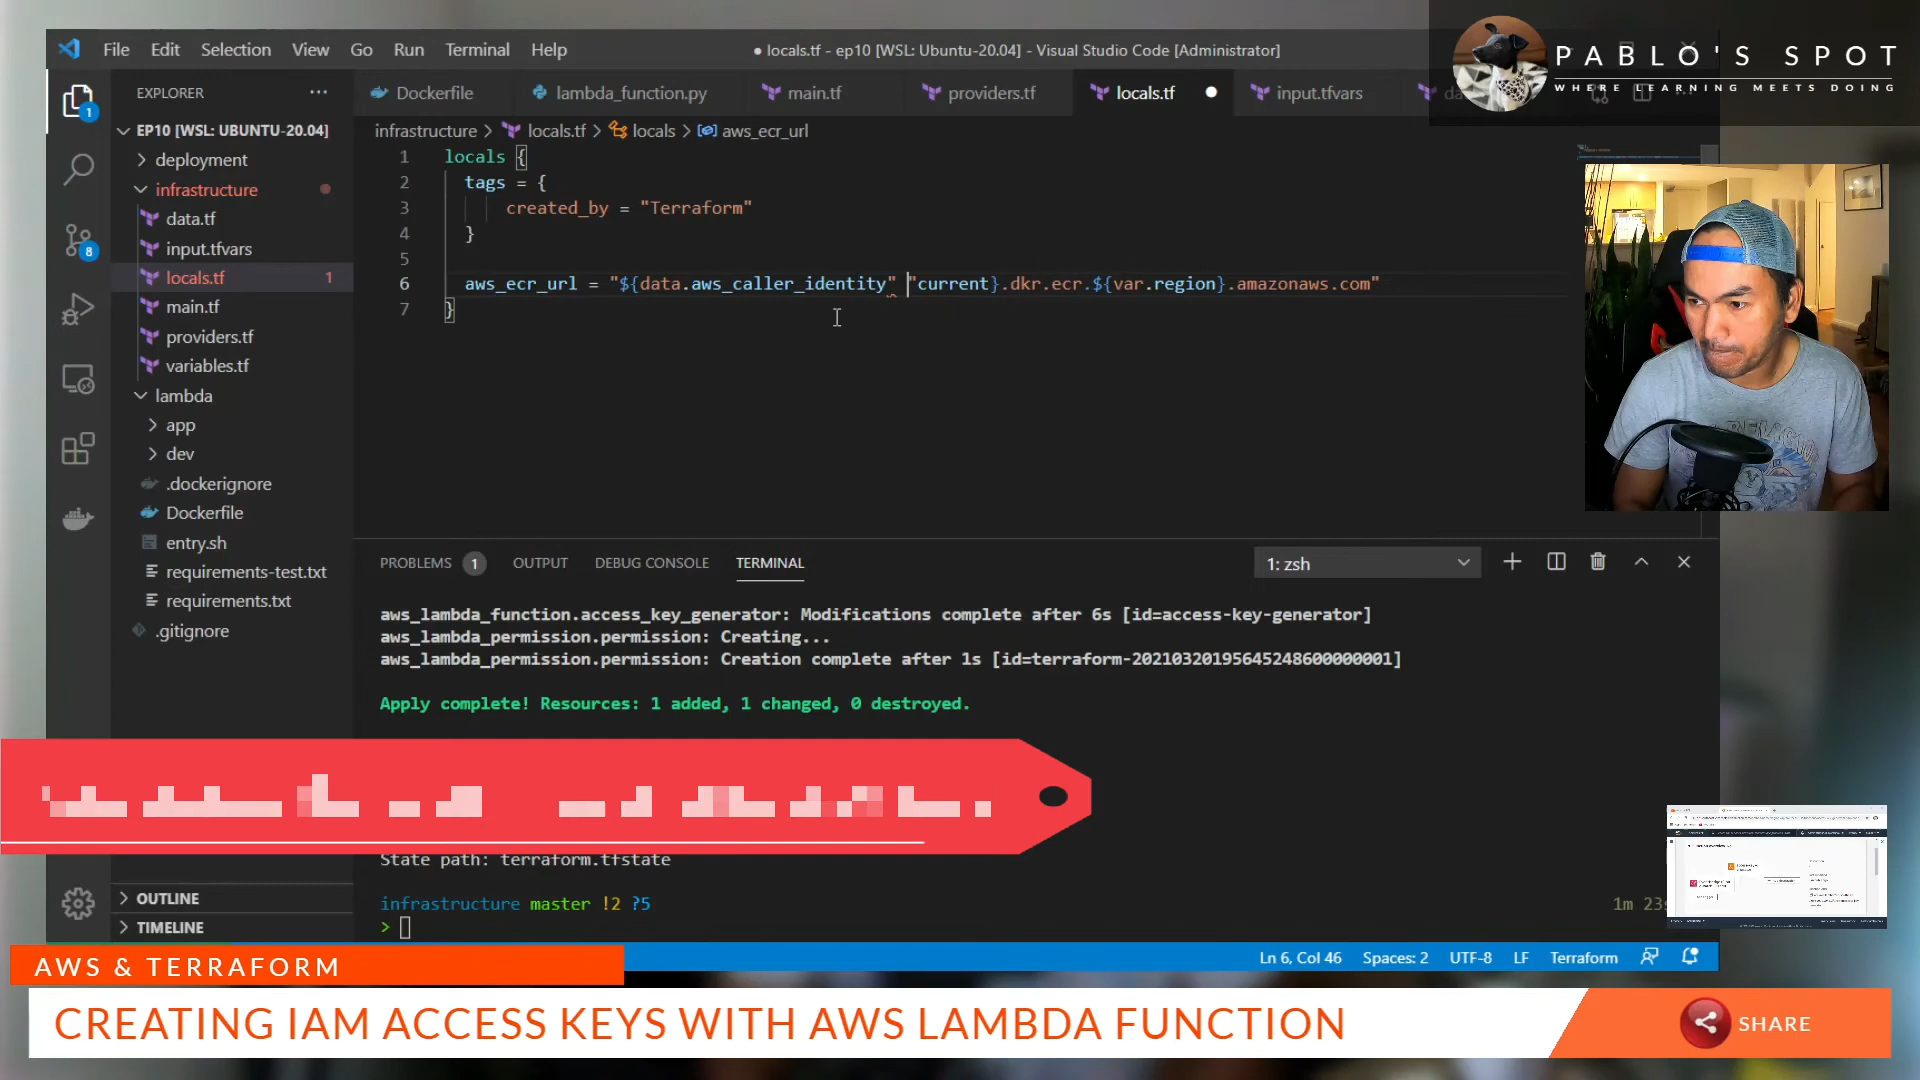 File Edit Selection View Go Run Terminal Help
● locals.tf - ep10 [WSL: Ubuntu-20.04] - Visual Studio Code [Administrator]
PABLO'S SPOT
WHERE LEARNING MEETS DOING
EXPLORER
Dockerfile lambda_function.py main.tf providers.tf locals.tf input.tfvars
1
EP10 [WSL: UBUNTU-20.04]
infrastructure > locals.tf > locals > aws_ecr_url
deployment
infrastructure
data.tf
input.tfvars
locals.tf 1
main.tf
providers.tf
variables.tf
lambda
app
dev
.dockerignore
Dockerfile
entry.sh
requirements-test.txt
requirements.txt
.gitignore
8
1 locals {
2 tags = {
3 created_by = "Terraform"
4 }
5
6 aws_ecr_url = "${data.aws_caller_identity" "current}.dkr.ecr.${var.region}.amazonaws.com"
7 }
PROBLEMS 1 OUTPUT DEBUG CONSOLE TERMINAL 1: zsh
aws_lambda_function.access_key_generator: Modifications complete after 6s [id=access-key-generator]
aws_lambda_permission.permission: Creating...
aws_lambda_permission.permission: Creation complete after 1s [id=terraform-20210320195645248600000001]
Apply complete! Resources: 1 added, 1 changed, 0 destroyed.
State path: terraform.tfstate
infrastructure master !2 ?5
1m 23s
>
OUTLINE
TIMELINE
Ln 6, Col 46 Spaces: 2 UTF-8 LF Terraform
AWS & TERRAFORM
CREATING IAM ACCESS KEYS WITH AWS LAMBDA FUNCTION
SHARE